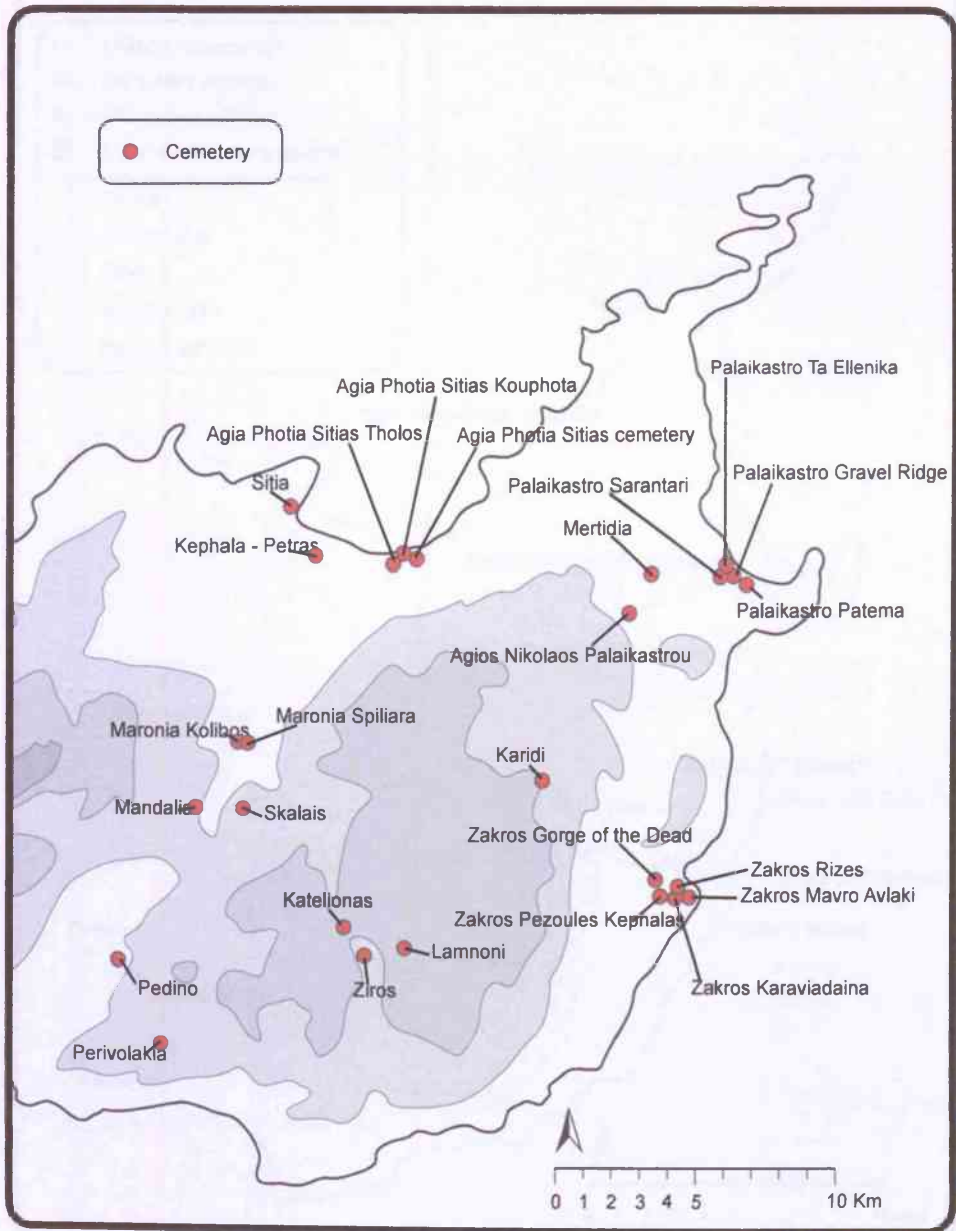 Cemetery
Palaikastro Ta Ellenika
Agia Photia Sitias Kouphota
Agia Photia Sitias Tholos
Agia Photia Sitias cemetery
Palaikastro Gravel Ridge
Palaikastro Sarantari
Sitia
Mertidia
Kephala - Petras
Palaikastro Patema
Agios Nikolaos Palaikastrou
Maronia Spiliara
Maronia Kolibos
Karidi
Mandalie
Skalais
Zakros Gorge of the Dead
Zakros Rizes
Katelionas
Zakros Mavro Avlaki
Zakros Pezoules Kephalas
Lamnoni
Pedino
Ziros
Zakros Karaviadaina
Perivolakia
0 1 2 3 4 5 10 Km